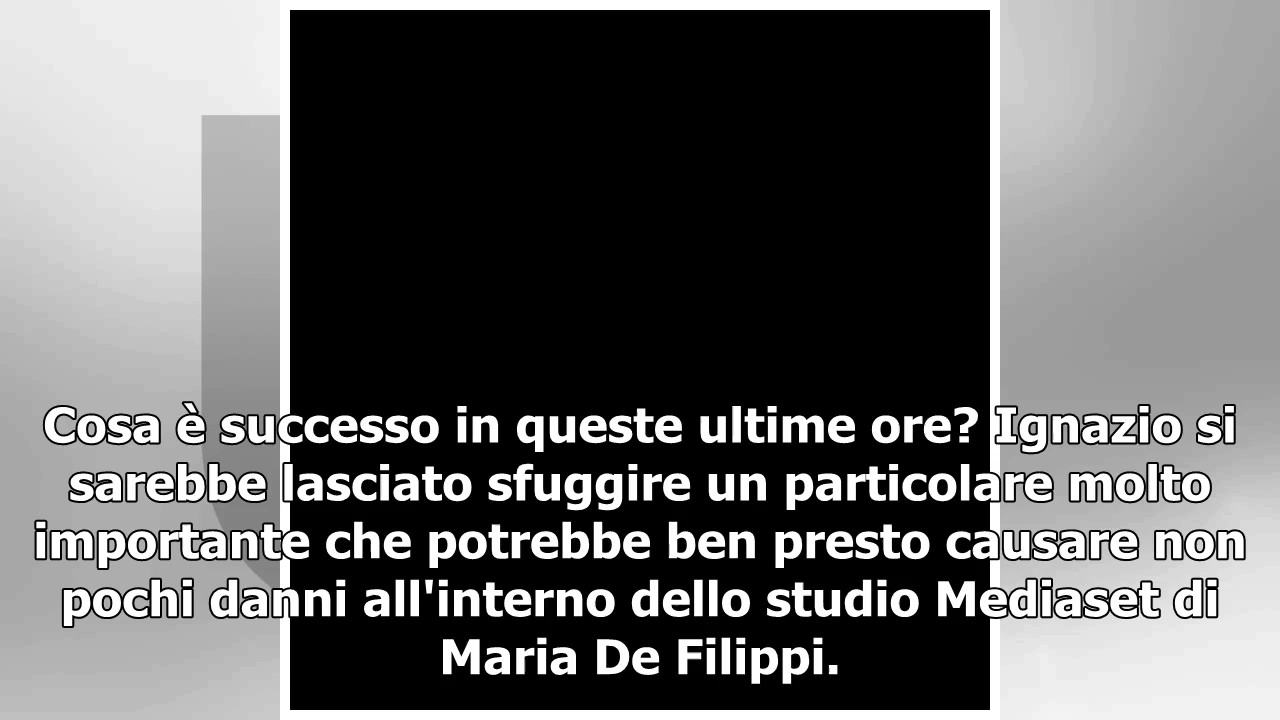 Cosa è successo in queste ultime ore? Ignazio si
sarebbe lasciato sfuggire un particolare molto
importante che potrebbe ben presto causare non
pochi danni all'interno dello studio Mediaset di
Maria De Filippi.